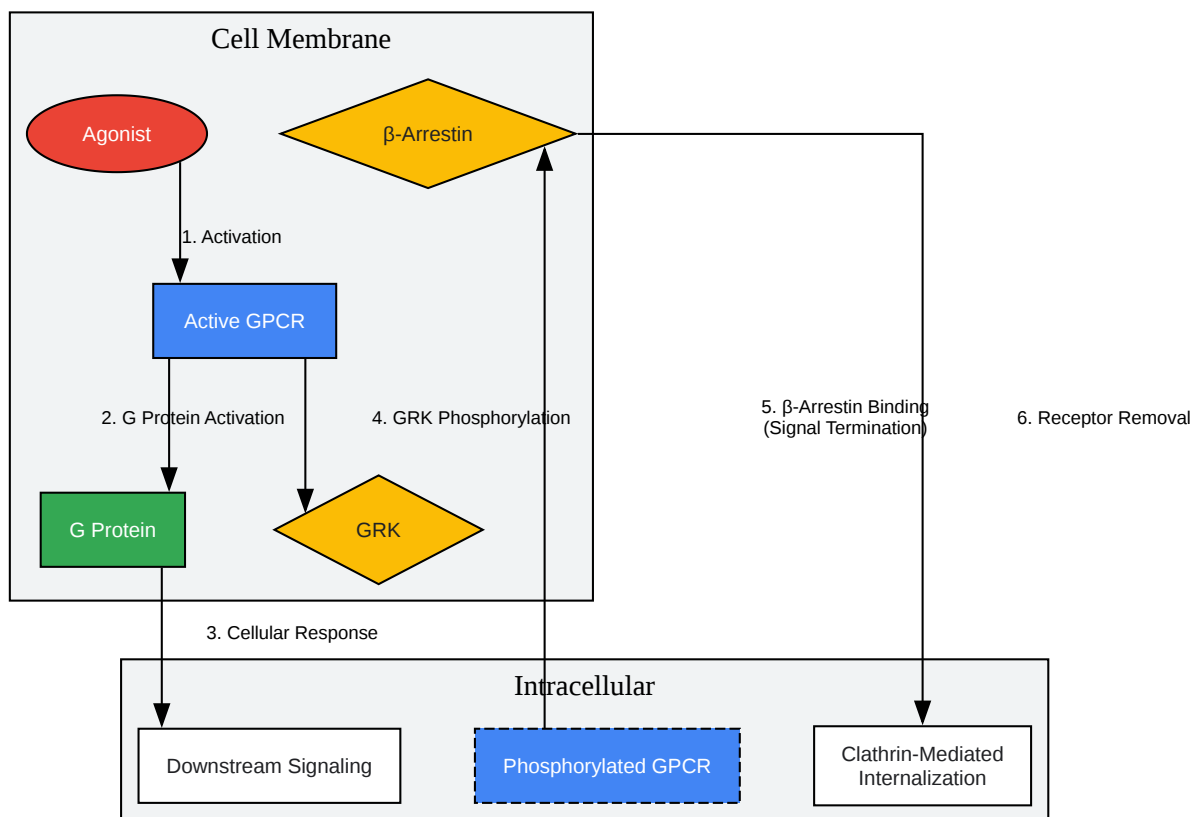 Cell Membrane
Agonist
β-Arrestin
1. Activation
Active GPCR
2. G Protein Activation
4. GRK Phosphorylation
5. β-Arrestin Binding
(Signal Termination)
6. Receptor Removal
G Protein
GRK
3. Cellular Response
Intracellular
Downstream Signaling
Phosphorylated GPCR
Clathrin-Mediated
Internalization